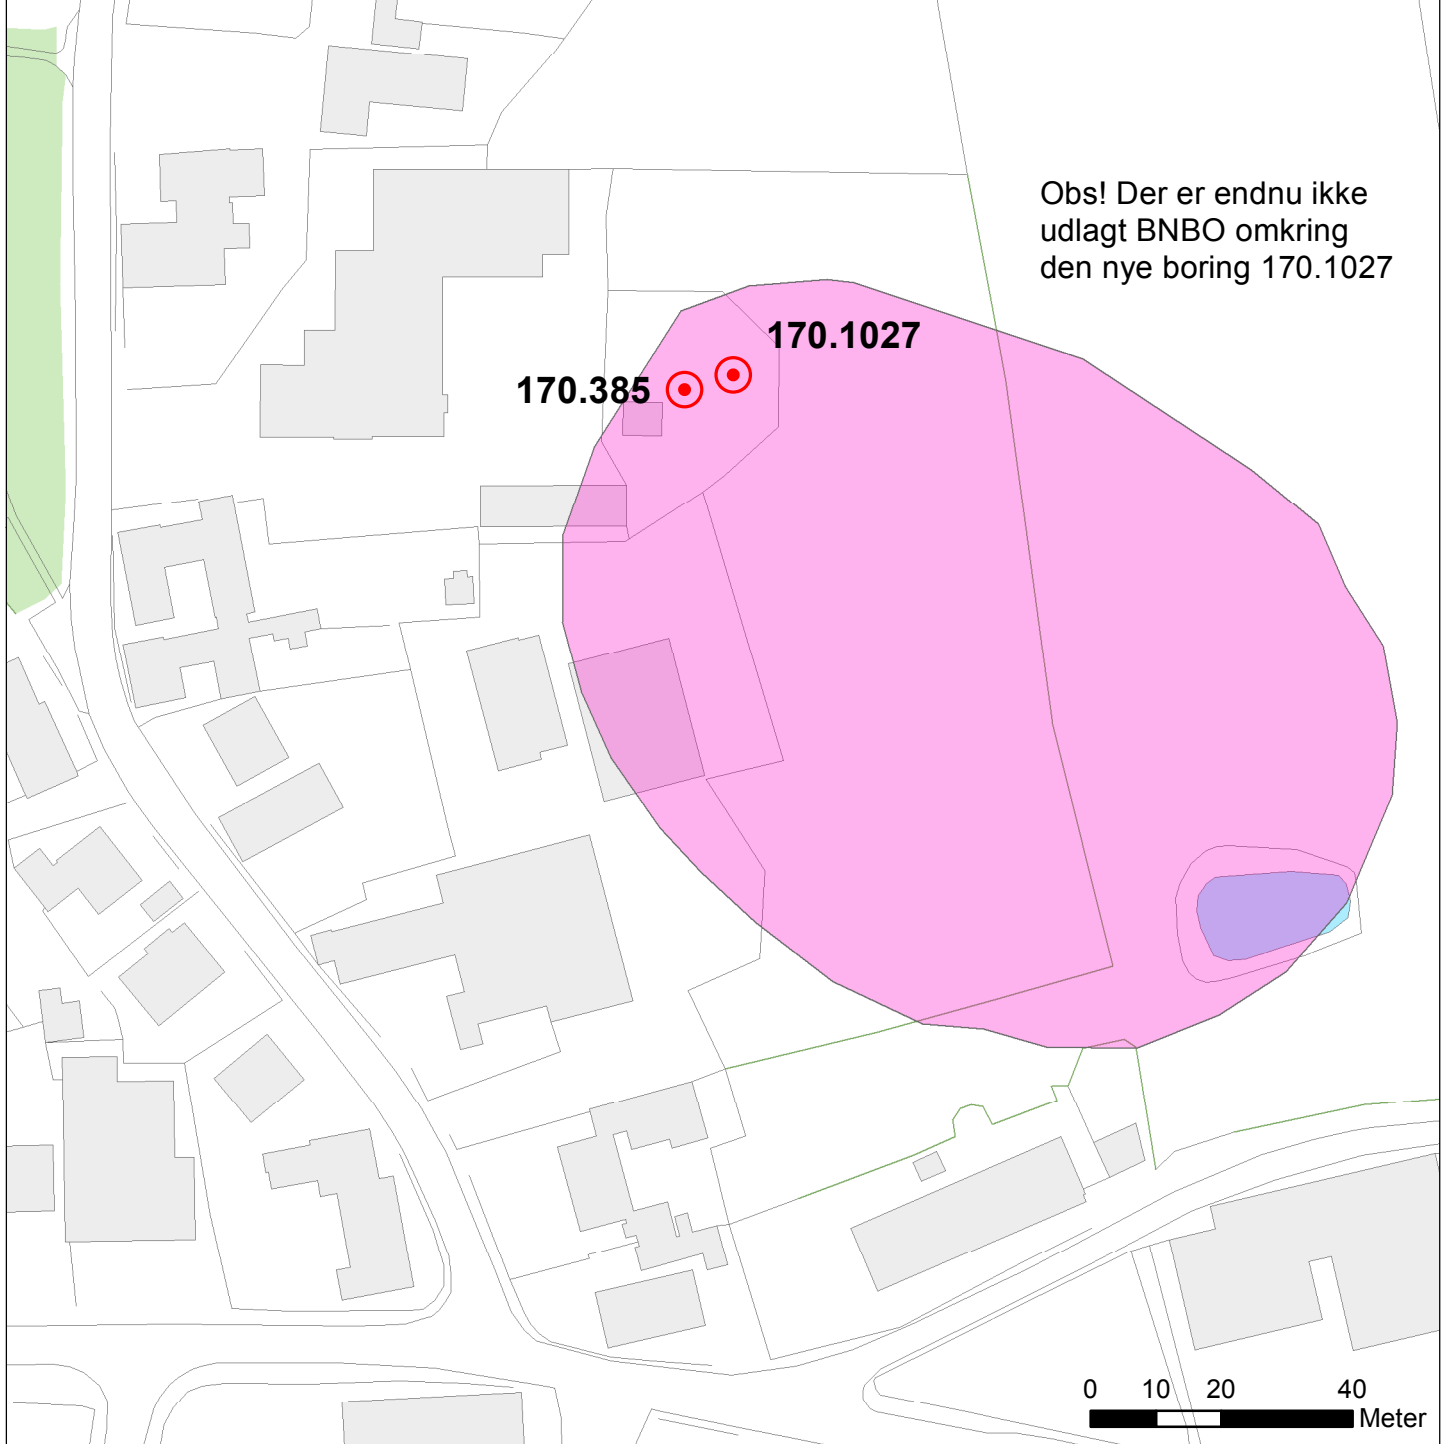 Obs! Der er endnu ikke
udlagt BNBO omkring
den nye boring 170.1027
170.1027
170.385
0 10 20 40
Meter